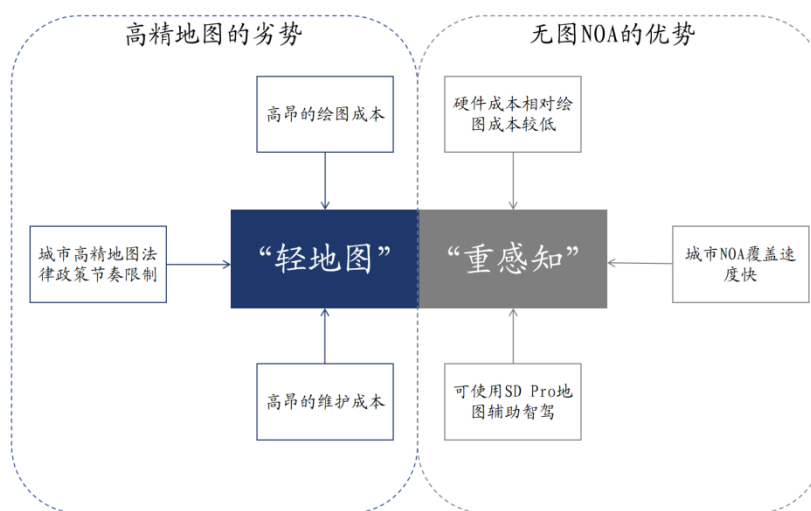 高精地图的劣势
无图NOA的优势
高昂的绘图成本
硬件成本相对绘
图成本较低
城市高精地图法
律政策节奏限制
“轻地图”
“重感知”
城市NOA覆盖速
度快
高昂的维护成本
可使用SD Pro地
图辅助智驾